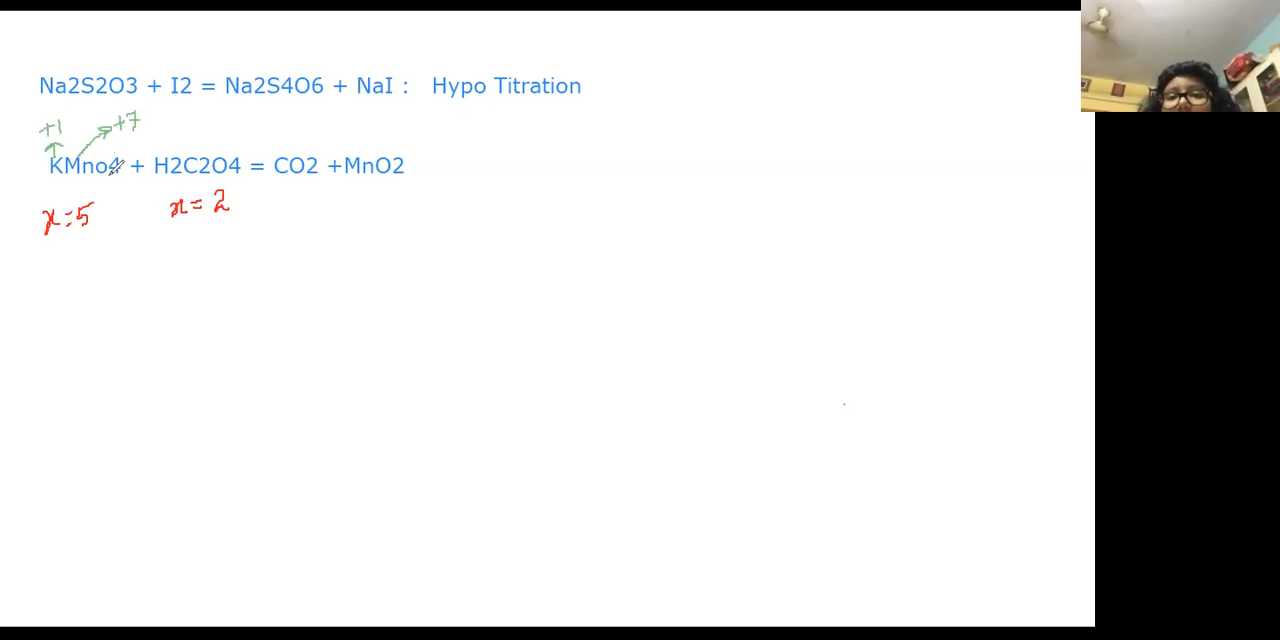 Na2S2O3 + I2 = Na2S4O6 + NaI : Hypo Titration
+1 +7
KMno4 + H2C2O4 = CO2 +MnO2
x=5 x=2